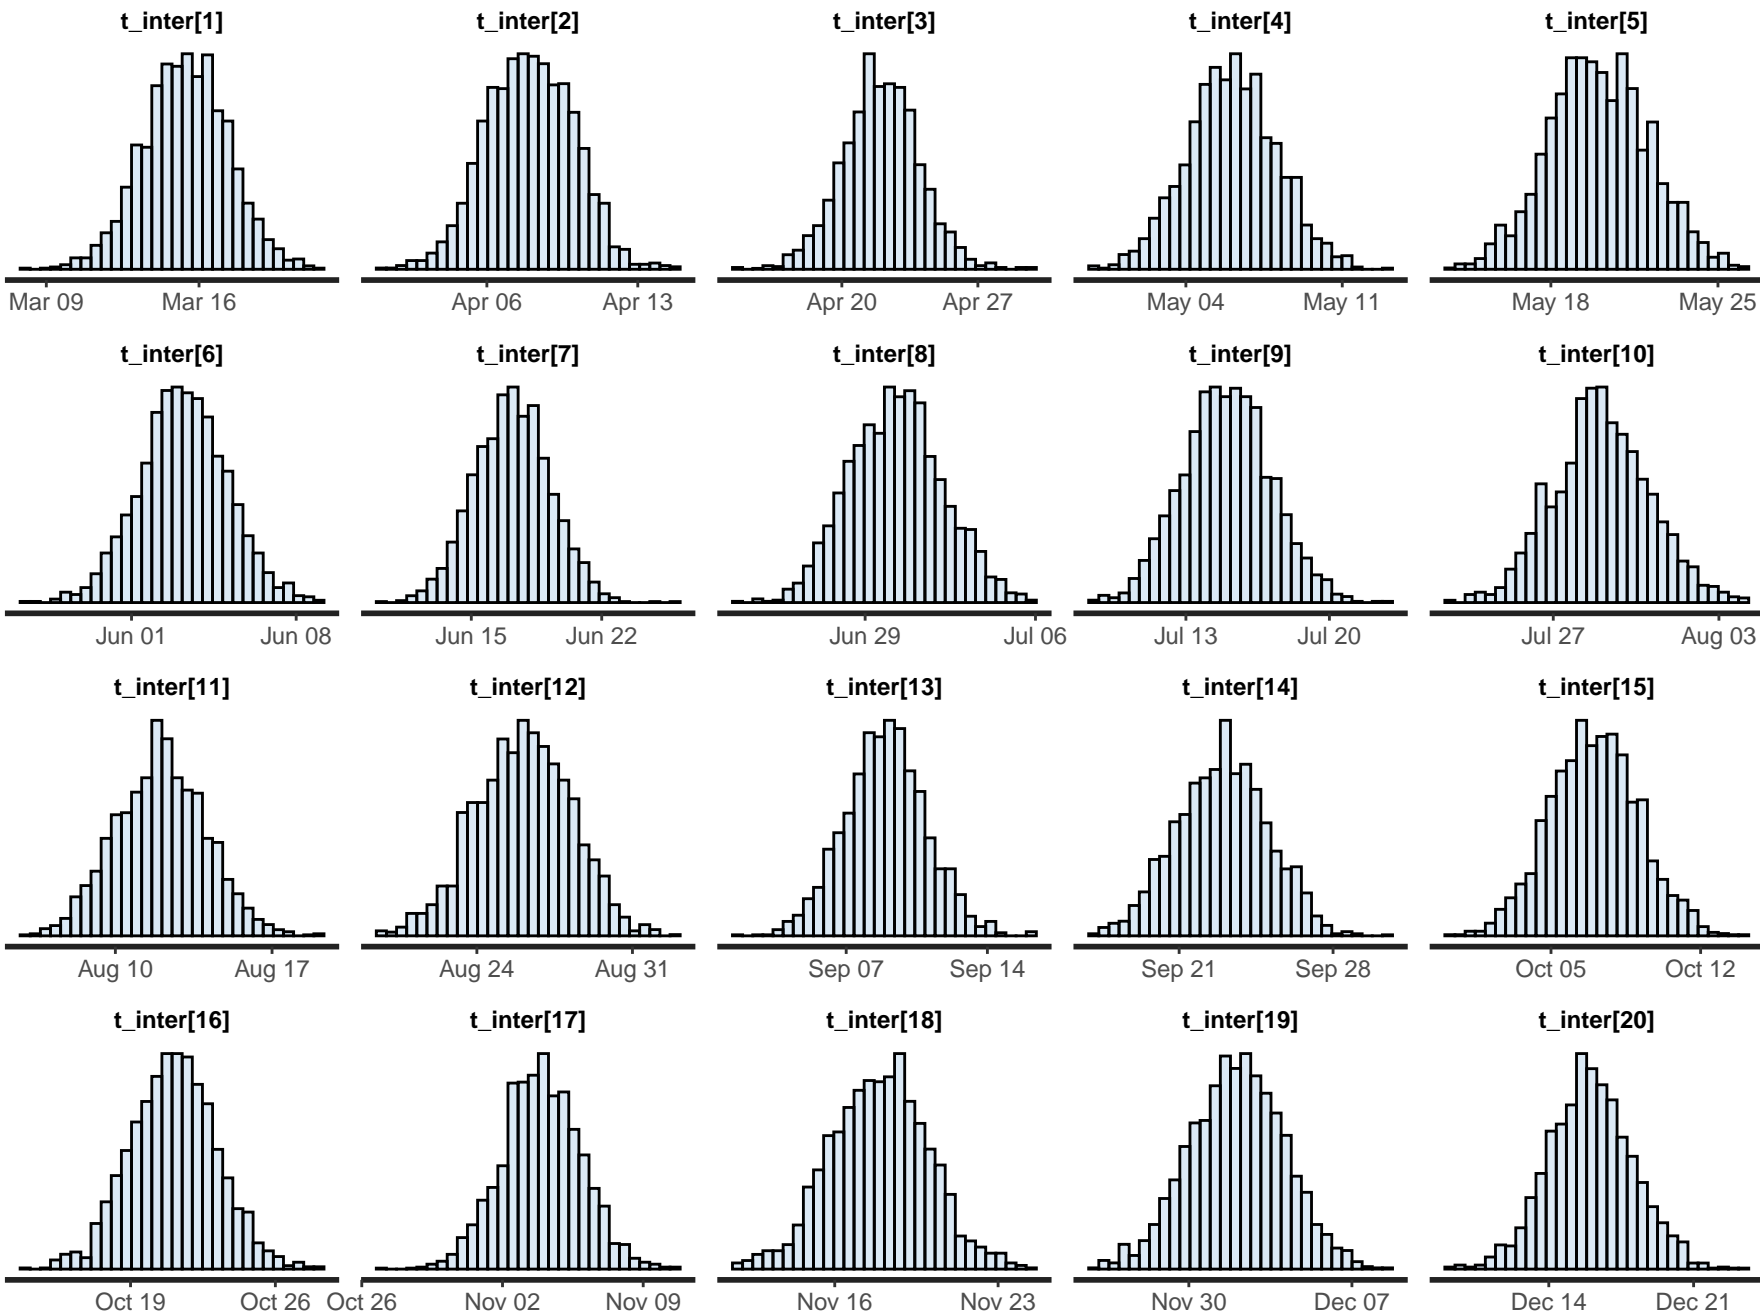 t_inter[1] t_inter[2] t_inter[3] t_inter[4] t_inter[5]
Mar 09 Mar 16 Apr 06 Apr 13 Apr 20 Apr 27 May 04 May 11 May 18 May 25
t_inter[6] t_inter[7] t_inter[8] t_inter[9] t_inter[10]
Jun 01 Jun 08 Jun 15 Jun 22 Jun 29 Jul 06 Jul 13 Jul 20 Jul 27 Aug 03
t_inter[11] t_inter[12] t_inter[13] t_inter[14] t_inter[15]
Aug 10 Aug 17 Aug 24 Aug 31 Sep 07 Sep 14 Sep 21 Sep 28 Oct 05 Oct 12
t_inter[16] t_inter[17] t_inter[18] t_inter[19] t_inter[20]
Oct 19 Oct 26 Oct 26 Nov 02 Nov 09 Nov 16 Nov 23 Nov 30 Dec 07 Dec 14 Dec 21